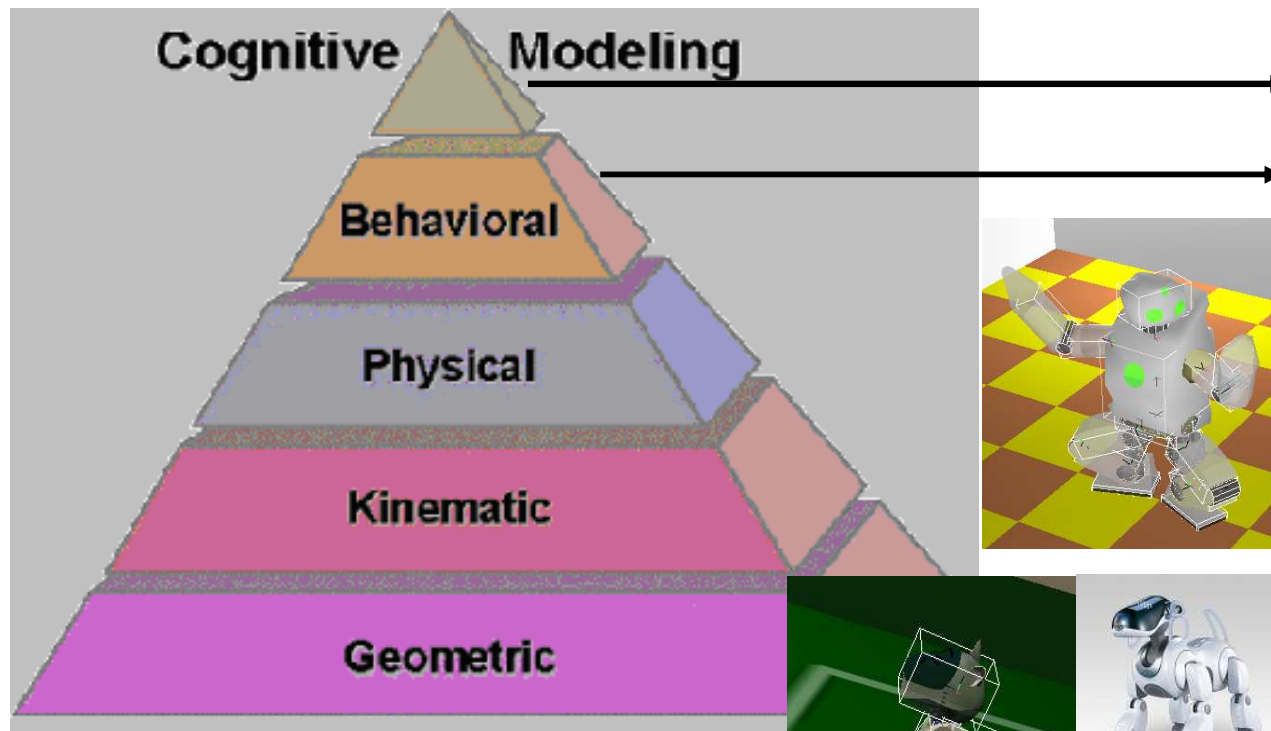 Cognitive Modeling
Behavioral
Physical
Kinematic
Geometric